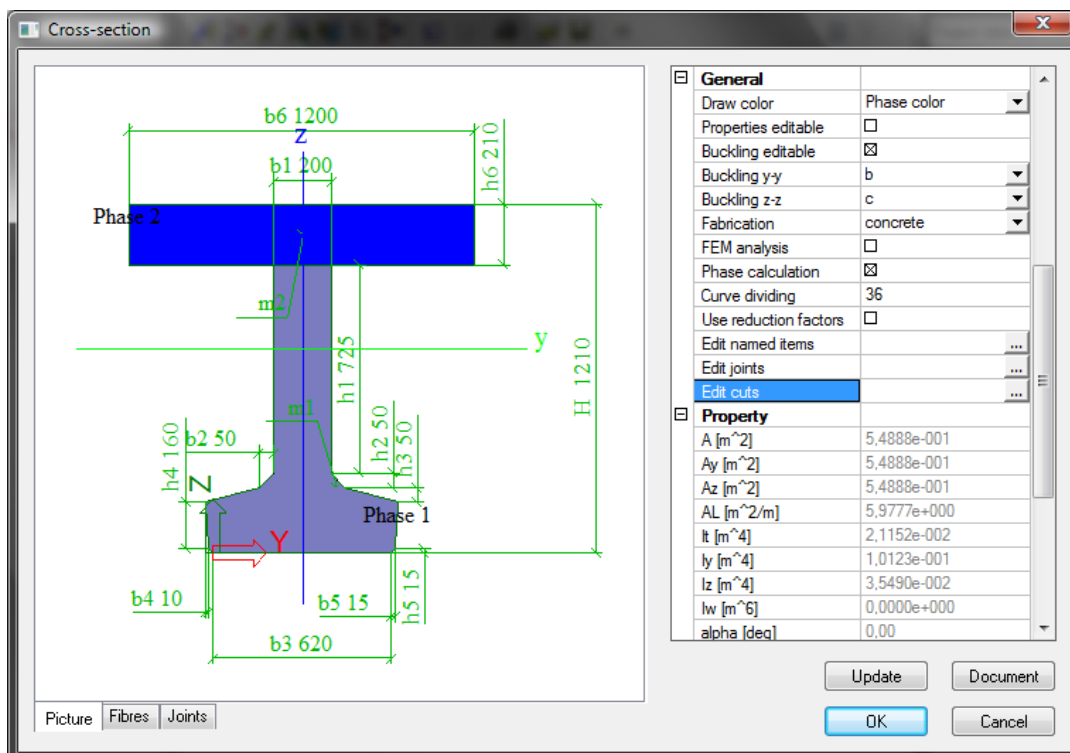 Cross-section
b6 1200
z
b1 200
h6 210
Phase 2
m2
y
h1 725
H 1210
m1
b2 50
h2 50
h3 50
h4 160
Z
Phase 1
Y
b4 10
b5 15
h5 15
b3 620
Picture
Fibres
Joints
General
Draw color Phase color
Properties editable
Buckling editable
Buckling y-y b
Buckling z-z c
Fabrication concrete
FEM analysis
Phase calculation
Curve dividing 36
Use reduction factors
Edit named items ...
Edit joints ...
Edit cuts ...
Property
A [m^2] 5,4888e-001
Ay [m^2] 5,4888e-001
Az [m^2] 5,4888e-001
AL [m^2/m] 5,9777e+000
It [m^4] 2,1152e-002
Iy [m^4] 1,0123e-001
Iz [m^4] 3,5490e-002
Iw [m^6] 0,0000e+000
alpha [deg] 0,00
Update
Document
OK
Cancel